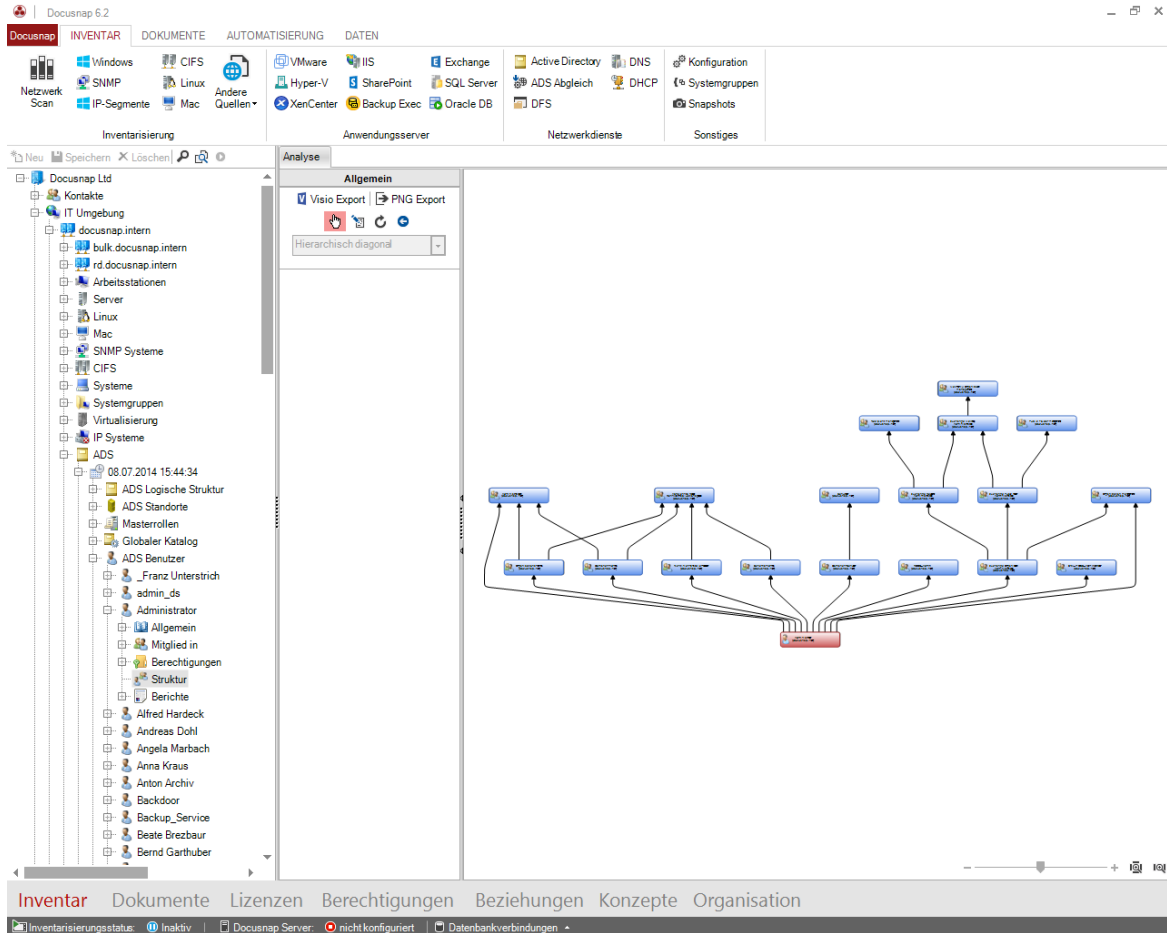 Docusnap 6.2
Docusnap INVENTAR DOKUMENTE AUTOMATISIERUNG DATEN
Netzwerk Scan
Windows
SNMP
IP-Segmente
CIFS
Linux
Mac
Andere Quellen
Inventarisierung
VMware
Hyper-V
XenCenter
IIS
SharePoint
Backup Exec
Exchange
SQL Server
Oracle DB
Anwendungsserver
Active Directory
ADS Abgleich
DFS
DNS
DHCP
Netzwerkdienste
Konfiguration
Systemgruppen
Snapshots
Sonstiges
Neu Speichern Löschen
Docusnap Ltd
Kontakte
IT Umgebung
docusnap.intern
bulk.docusnap.intern
rd.docusnap.intern
Arbeitsstationen
Server
Linux
Mac
SNMP Systeme
CIFS
Systeme
Systemgruppen
Virtualisierung
IP Systeme
ADS
08.07.2014 15:44:34
ADS Logische Struktur
ADS Standorte
Masterrollen
Globaler Katalog
ADS Benutzer
_Franz Unterstrich
admin_ds
Administrator
Allgemein
Mitglied in
Berechtigungen
Struktur
Berichte
Alfred Hardeck
Andreas Dohl
Angela Marbach
Anna Kraus
Anton Archiv
Backdoor
Backup_Service
Beate Brezbaur
Bernd Garthuber
Analyse
Allgemein
Visio Export PNG Export
Hierarchisch diagonal
Inventar Dokumente Lizenzen Berechtigungen Beziehungen Konzepte Organisation
Inventarisierungsstatus: Inaktiv Docusnap Server: nicht konfiguriert Datenbankverbindungen